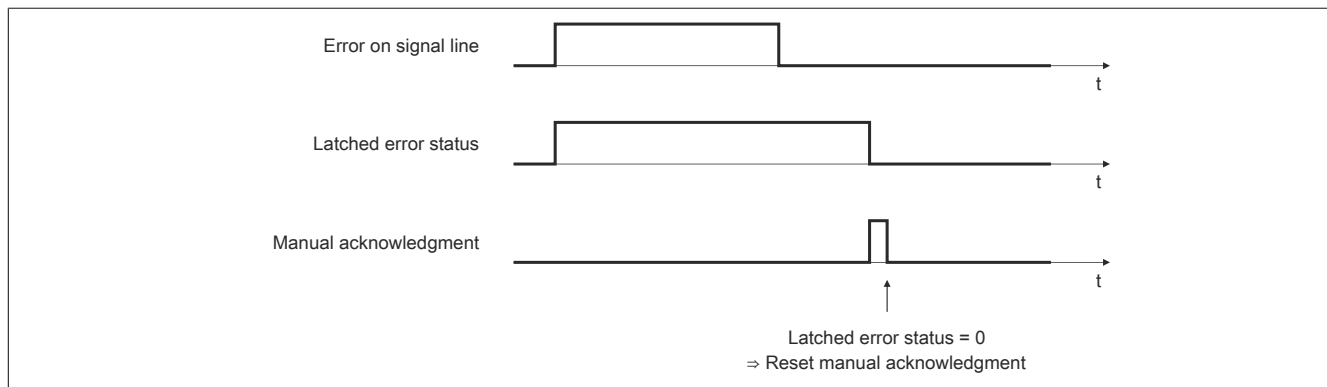 Error on signal line
t
Latched error status
t
Manual acknowledgment
t
Latched error status = 0
⇒ Reset manual acknowledgment